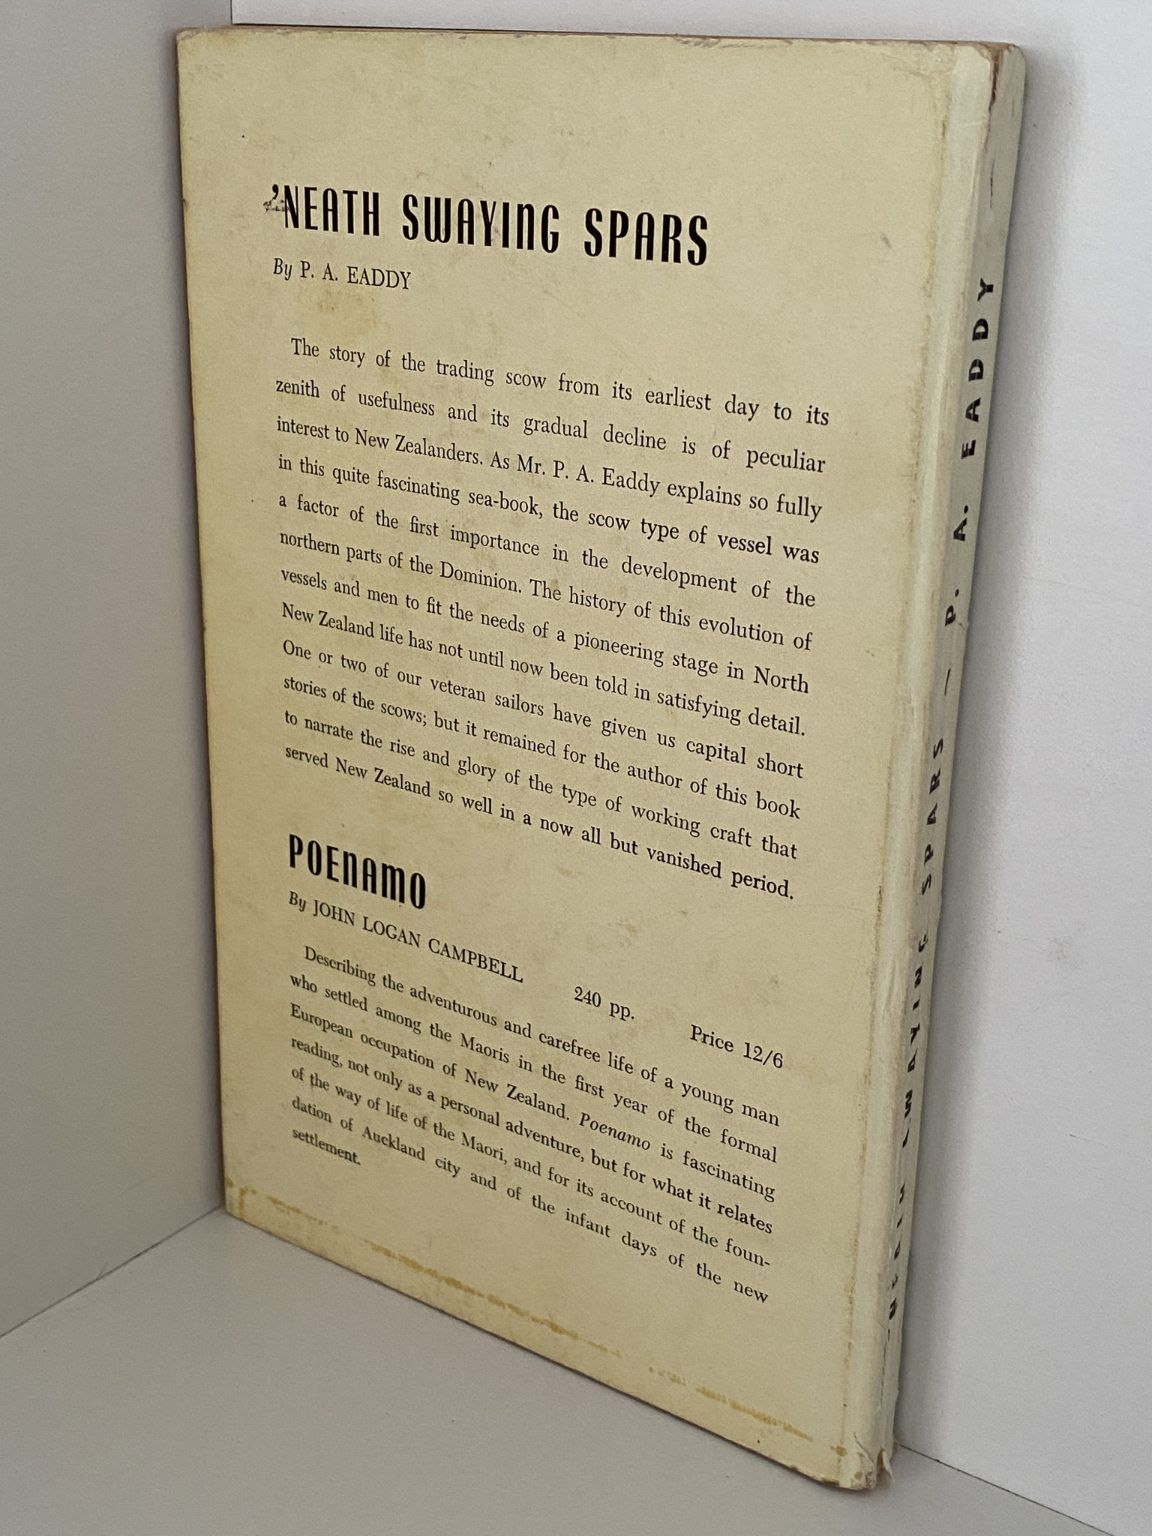 'NEATH SWAYING SPARS
By P. A. EADDY
The story of the trading scow from its earliest day to its
zenith of usefulness and its gradual decline is of peculiar
interest to New Zealanders. As Mr. P. A. Eaddy explains so fully
in this quite fascinating sea-book, the scow type of vessel was
a factor of the first importance in the development of the
northern parts of the Dominion. The history of this evolution of
vessels and men to fit the needs of a pioneering stage in North
New Zealand life has not until now been told in satisfying detail.
One or two of our veteran sailors have given us capital short
stories of the scows; but it remained for the author of this book
to narrate the rise and glory of the type of working craft that
served New Zealand so well in a now all but vanished period.
POENAMO
By JOHN LOGAN CAMPBELL 240 pp. Price 12/6
Describing the adventurous and carefree life of a young man
who settled among the Maoris in the first year of the formal
European occupation of New Zealand. Poenamo is fascinating
reading, not only as a personal adventure, but for what it relates
of the way of life of the Maori, and for its account of the foun-
dation of Auckland city and of the infant days of the new
settlement.
'NEATH SWAYING SPARS — P. A. EADDY